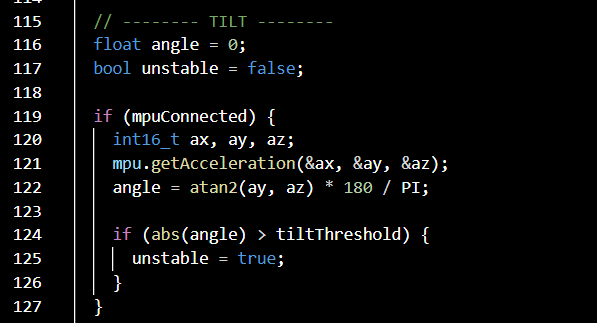 115 // -------- TILT --------
116 float angle = 0;
117 bool unstable = false;
118
119 if (mpuConnected) {
120 int16_t ax, ay, az;
121 mpu.getAcceleration(&ax, &ay, &az);
122 angle = atan2(ay, az) * 180 / PI;
123
124 if (abs(angle) > tiltThreshold) {
125 unstable = true;
126 }
127 }